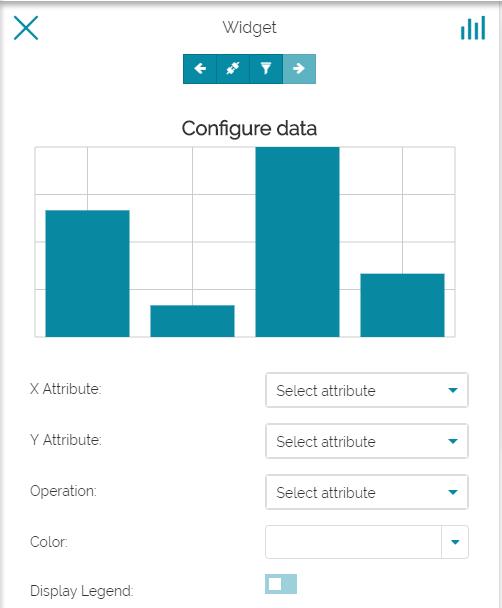 Widget
Configure data
X Attribute: Select attribute
Y Attribute: Select attribute
Operation: Select attribute
Color:
Display Legend: